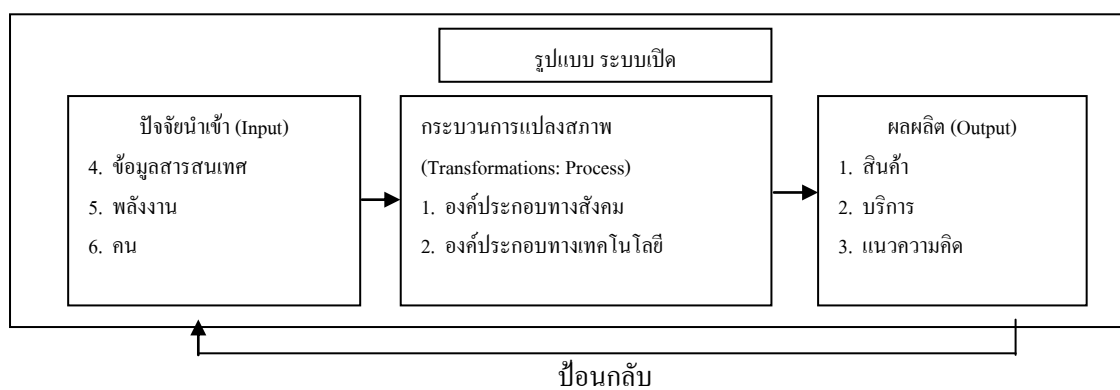 รูปแบบ ระบบเปิด
ปัจจัยนำเข้า (Input)
4. ข้อมูลสารสนเทศ
5. พลังงาน
6. คน
กระบวนการแปลงสภาพ
(Transformations: Process)
1. องค์ประกอบทางสังคม
2. องค์ประกอบทางเทคโนโลยี
ผลผลิต (Output)
1. สินค้า
2. บริการ
3. แนวความคิด
ป้อนกลับ